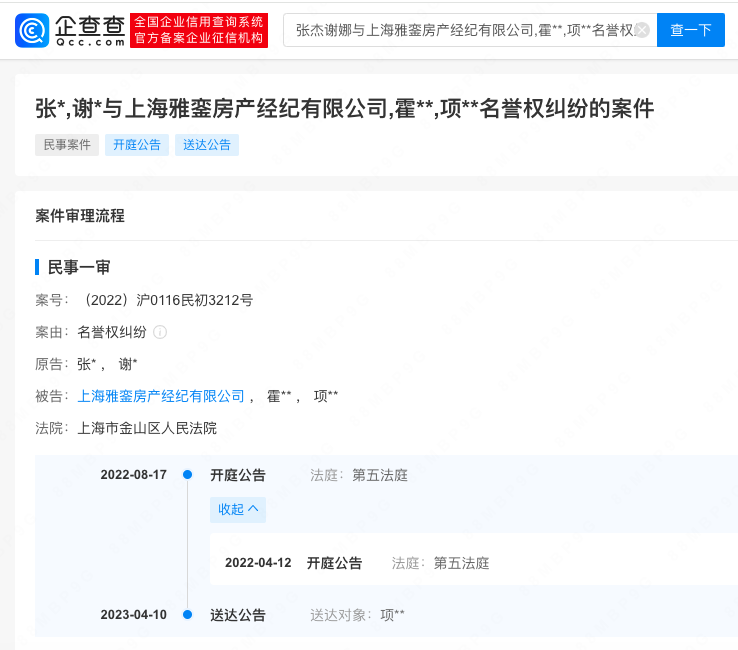 企查查
Qcc.com
全国企业信用查询系统
官方备案企业征信机构
张杰谢娜与上海雅銮房产经纪有限公司,霍**,项**名誉权
查一下
张*,谢*与上海雅銮房产经纪有限公司,霍**,项**名誉权纠纷的案件
民事案件 开庭公告 送达公告
案件审理流程
民事一审
案号： （2022）沪0116民初3212号
案由： 名誉权纠纷
原告： 张* ， 谢*
被告： 上海雅銮房产经纪有限公司 ， 霍** ， 项**
法院： 上海市金山区人民法院
2022-08-17 开庭公告 法庭： 第五法庭
收起
2022-04-12 开庭公告 法庭： 第五法庭
2023-04-10 送达公告 送达对象： 项**